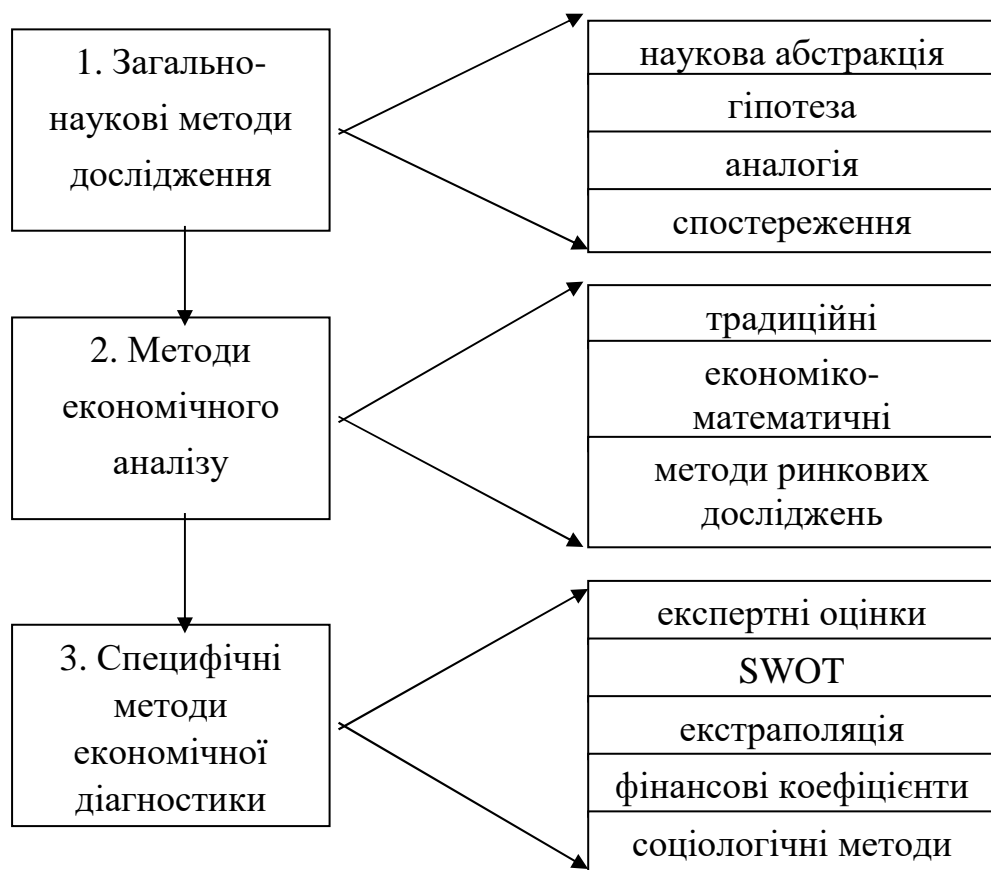 1. Загально-
наукові методи
дослідження
наукова абстракція
гіпотеза
аналогія
спостереження
2. Методи
економічного
аналізу
традиційні
економіко-
математичні
методи ринкових
досліджень
3. Специфічні
методи
економічної
діагностики
експертні оцінки
SWOT
екстраполяція
фінансові коефіцієнти
соціологічні методи